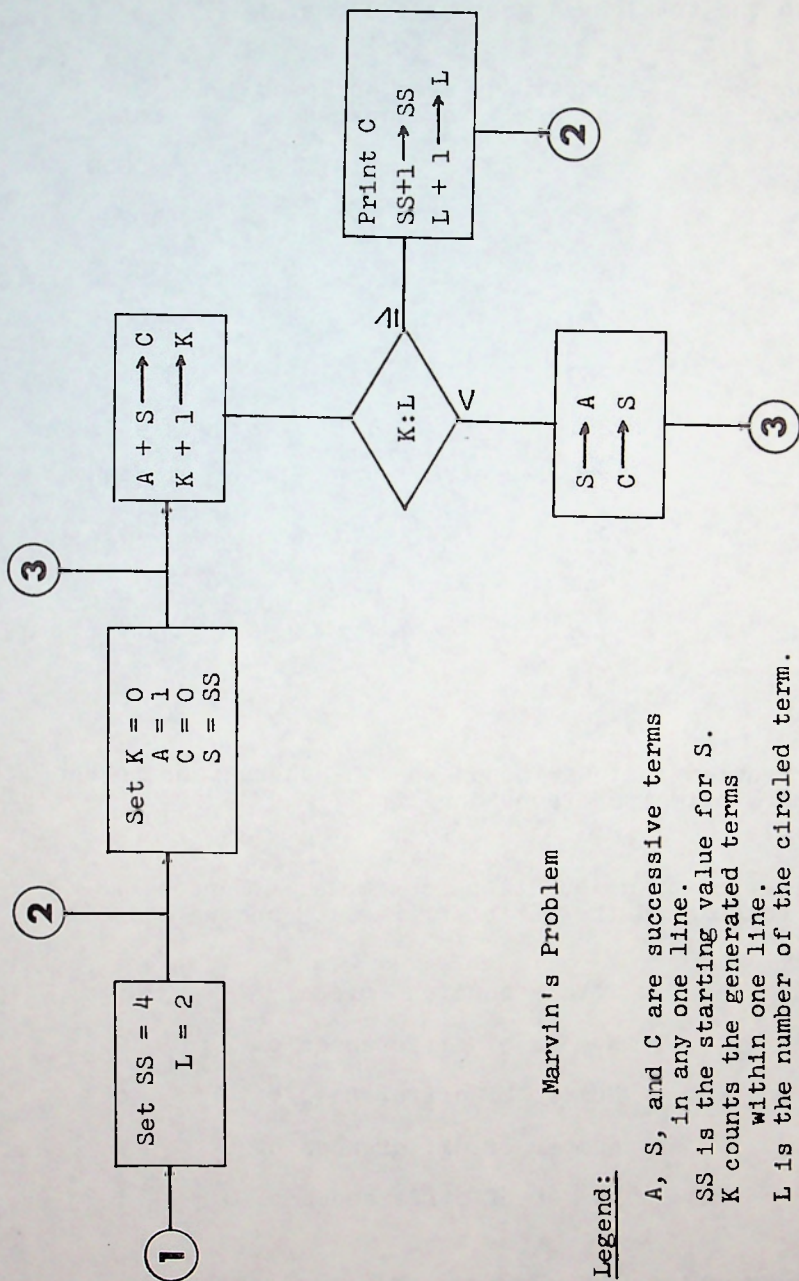 1
Set SS = 4
L = 2
2
Set K = 0
A = 1
C = 0
S = SS
3
A + S ⟶ C
K + 1 ⟶ K
K:L
≥
<
Print C
SS+1 ⟶ SS
L + 1 ⟶ L
2
S ⟶ A
C ⟶ S
3
Marvin's Problem
Legend:
A, S, and C are successive terms
in any one line.
SS is the starting value for S.
K counts the generated terms
within one line.
L is the number of the circled term.